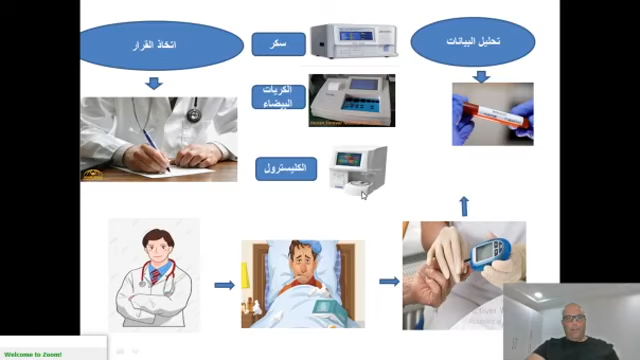 تحليل البيانات
سكر
اتخاذ القرار
الكريات
البيضاء
الكليسترول
Welcome to Zoom!